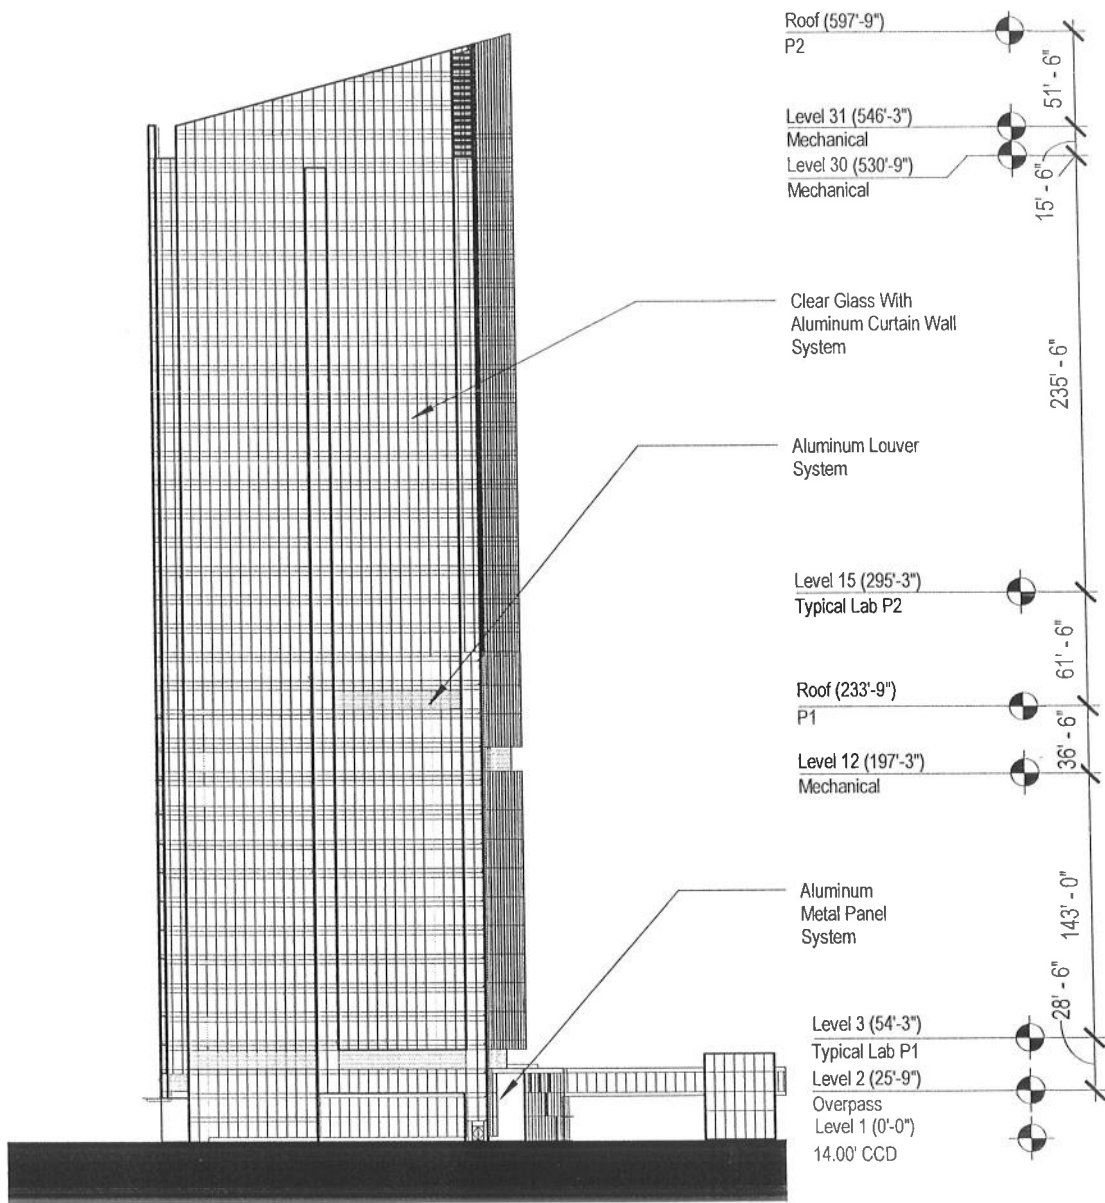 Roof (597'-9")
P2
51' - 6"
Level 31 (546'-3")
Mechanical
Level 30 (530'-9")
Mechanical
15' - 6"
Clear Glass With
Aluminum Curtain Wall
System
235' - 6"
Aluminum Louver
System
Level 15 (295'-3")
Typical Lab P2
61' - 6"
Roof (233'-9")
P1
36' - 6"
Level 12 (197'-3")
Mechanical
Aluminum
Metal Panel
System
143' - 0"
28' - 6"
Level 3 (54'-3")
Typical Lab P1
Level 2 (25'-9")
Overpass
Level 1 (0'-0")
14.00' CCD